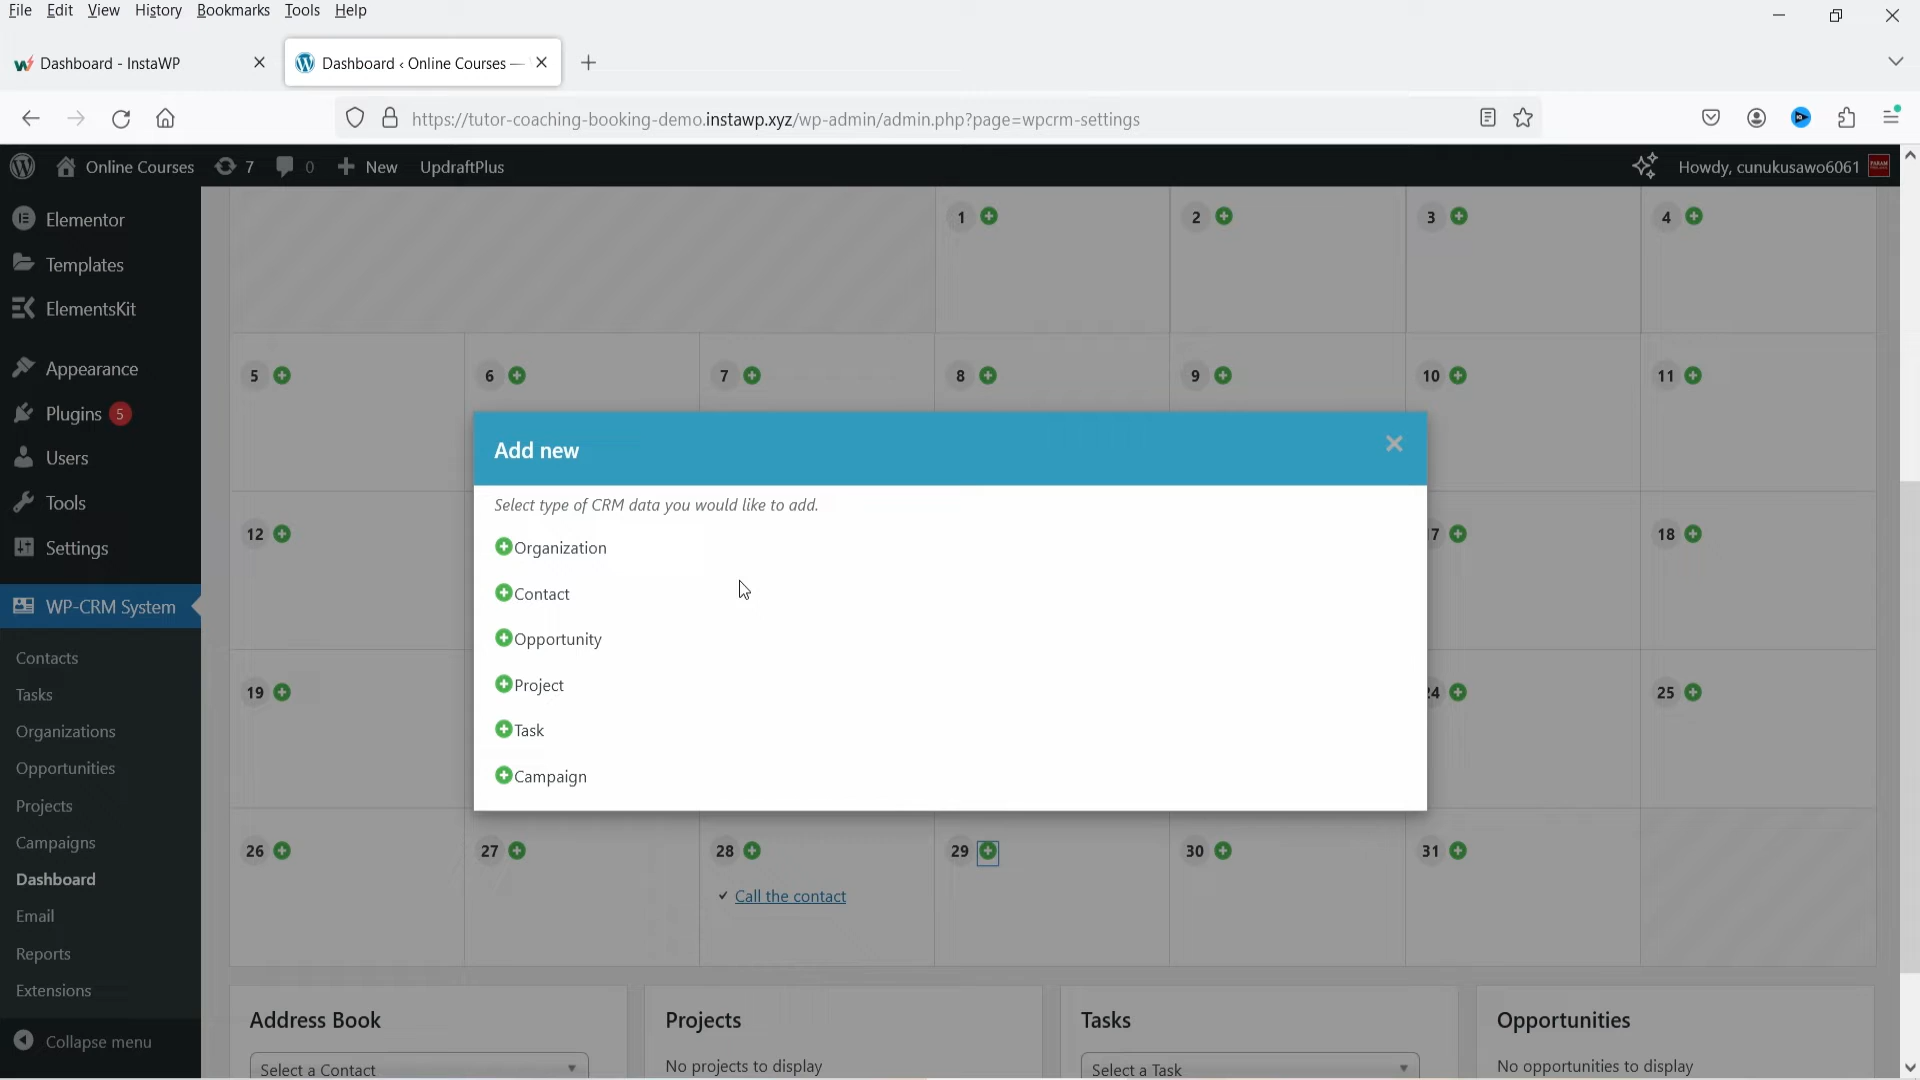 File Edit View History Bookmarks Tools Help
Dashboard - InstaWP
Dashboard ‹ Online Courses —
https://tutor-coaching-booking-demo.instawp.xyz/wp-admin/admin.php?page=wpcrm-settings
Online Courses 7 0 New UpdraftPlus Howdy, cunukusawo6061
Elementor
Templates
ElementsKit
Appearance
Plugins 5
Users
Tools
Settings
WP-CRM System
Contacts
Tasks
Organizations
Opportunities
Projects
Campaigns
Dashboard
Email
Reports
Extensions
Collapse menu
1 2 3 4
5 6 7 8 9 10 11
12 17 18
19 24 25
26 27 28 29 30 31
Call the contact
Add new
Select type of CRM data you would like to add.
Organization
Contact
Opportunity
Project
Task
Campaign
Address Book
Select a Contact
Projects
No projects to display
Tasks
Select a Task
Opportunities
No opportunities to display